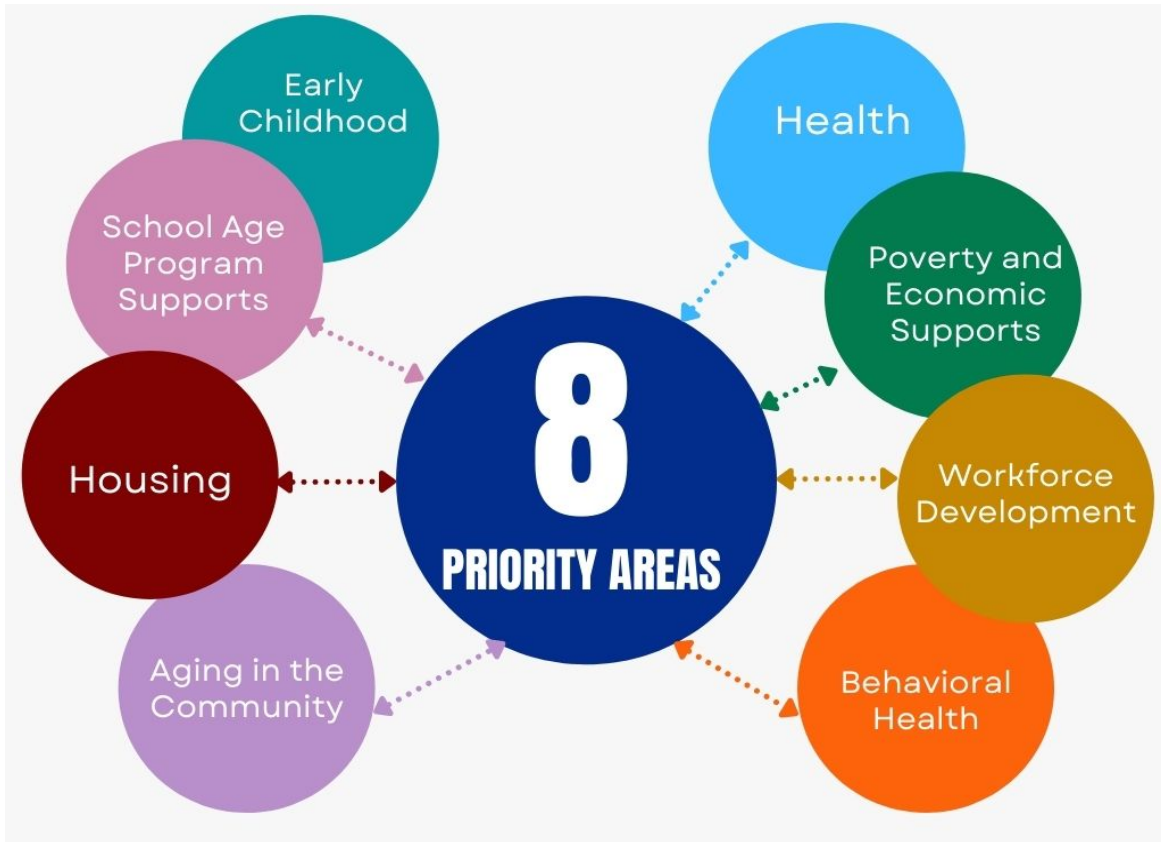 Early
Childhood
School Age
Program
Supports
Housing
Aging in the
Community
8
PRIORITY AREAS
Health
Poverty and
Economic
Supports
Workforce
Development
Behavioral
Health